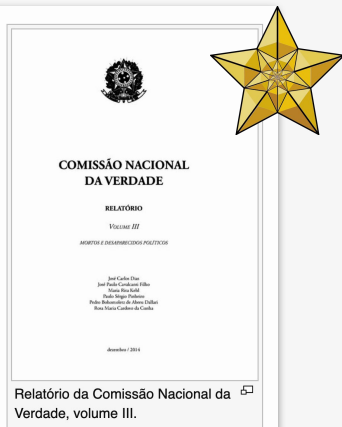 COMISSÃO NACIONAL
DA VERDADE
RELATÓRIO
VOLUME III
MORTOS E DESAPARECIDOS POLÍTICOS
José Carlos Dias
José Paulo Cavalcanti Filho
Maria Rita Kehl
Paulo Sérgio Pinheiro
Pedro Bohomoletz de Abreu Dallari
Rosa Maria Cardoso da Cunha
dezembro / 2014
Relatório da Comissão Nacional da
Verdade, volume III.